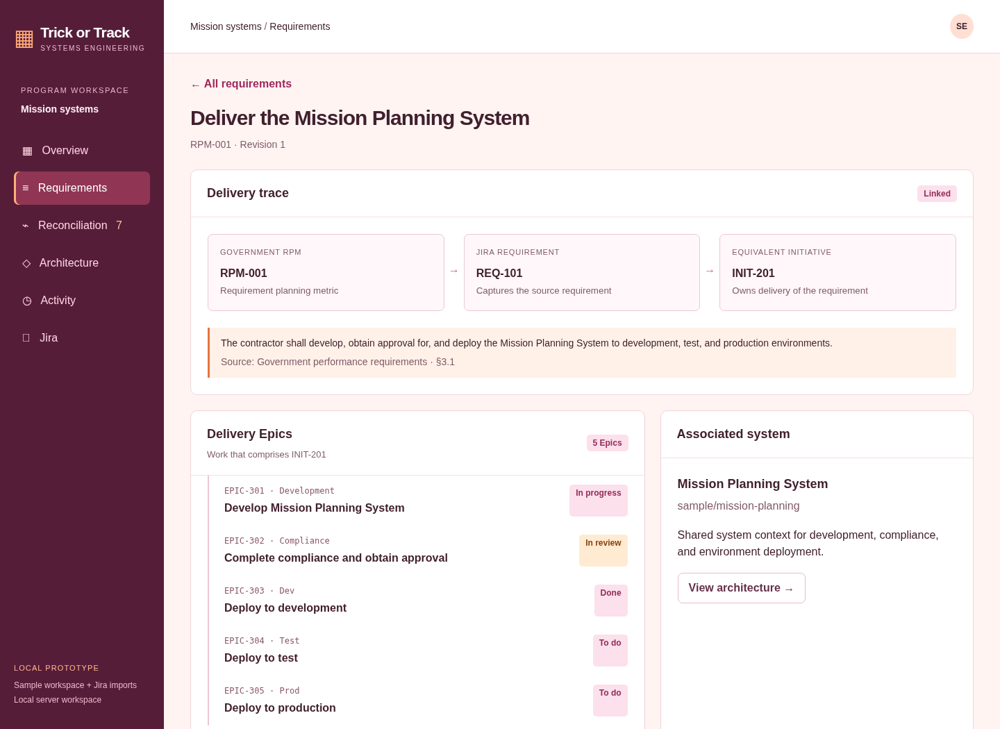 Trick or Track
SYSTEMS ENGINEERING
PROGRAM WORKSPACE
Mission systems
Overview
Requirements
Reconciliation 7
Architecture
Activity
Jira
LOCAL PROTOTYPE
Sample workspace + Jira imports
Local server workspace
Mission systems / Requirements
SE
← All requirements
Deliver the Mission Planning System
RPM-001 · Revision 1
Delivery trace
Linked
GOVERNMENT RPM
RPM-001
Requirement planning metric
→
JIRA REQUIREMENT
REQ-101
Captures the source requirement
→
EQUIVALENT INITIATIVE
INIT-201
Owns delivery of the requirement
The contractor shall develop, obtain approval for, and deploy the Mission Planning System to development, test, and production environments.
Source: Government performance requirements · §3.1
Delivery Epics
Work that comprises INIT-201
5 Epics
EPIC-301 · Development
Develop Mission Planning System
In progress
EPIC-302 · Compliance
Complete compliance and obtain approval
In review
EPIC-303 · Dev
Deploy to development
Done
EPIC-304 · Test
Deploy to test
To do
EPIC-305 · Prod
Deploy to production
To do
Associated system
Mission Planning System
sample/mission-planning
Shared system context for development, compliance,
and environment deployment.
View architecture →